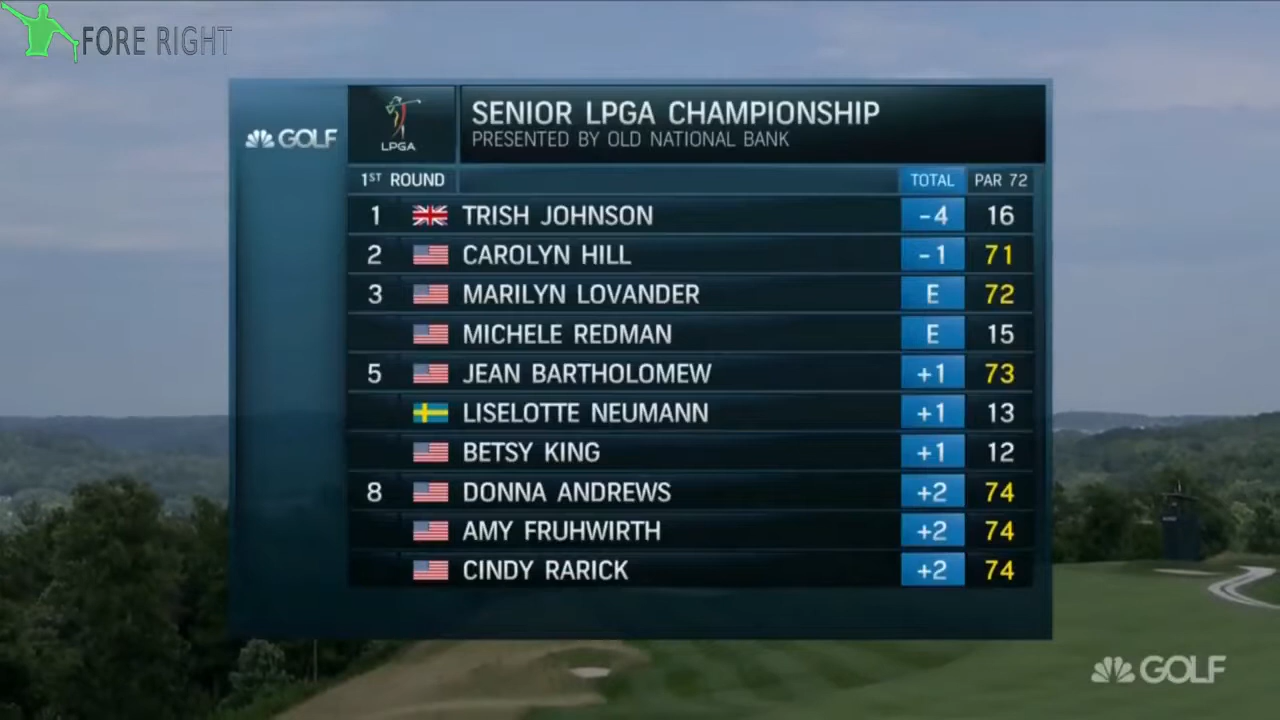 FORE RIGHT
GOLF
LPGA
SENIOR LPGA CHAMPIONSHIP
PRESENTED BY OLD NATIONAL BANK
1ST ROUND TOTAL PAR 72
1 TRISH JOHNSON -4 16
2 CAROLYN HILL -1 71
3 MARILYN LOVANDER E 72
MICHELE REDMAN E 15
5 JEAN BARTHOLOMEW +1 73
LISELOTTE NEUMANN +1 13
BETSY KING +1 12
8 DONNA ANDREWS +2 74
AMY FRUHWIRTH +2 74
CINDY RARICK +2 74
GOLF